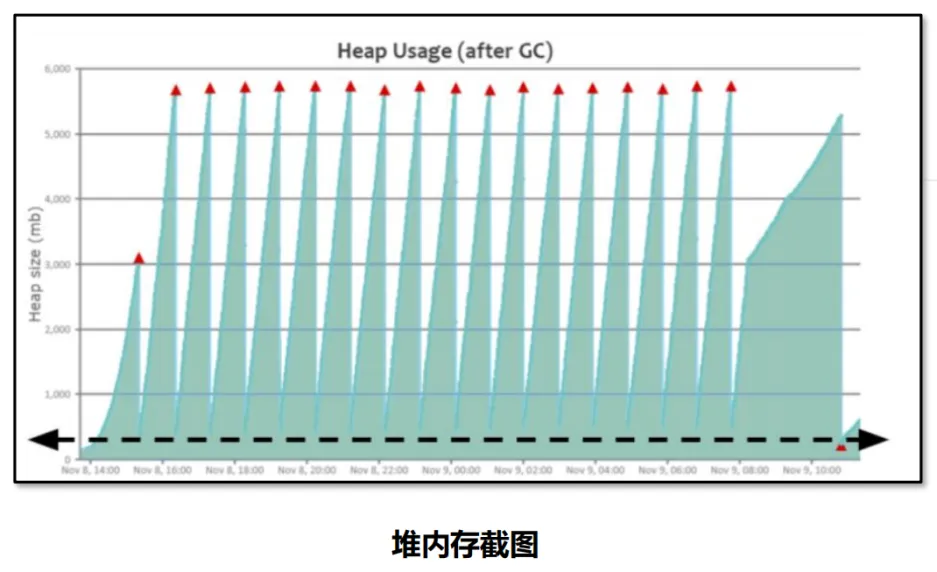 Heap Usage (after GC)
6,000
5,000
4,000
3,000
2,000
1,000
0
Heap size (mb)
Nov 8, 14:00 Nov 8, 16:00 Nov 8, 18:00 Nov 8, 20:00 Nov 8, 22:00 Nov 9, 00:00 Nov 9, 02:00 Nov 9, 04:00 Nov 9, 06:00 Nov 9, 08:00 Nov 9, 10:00
堆内存截图